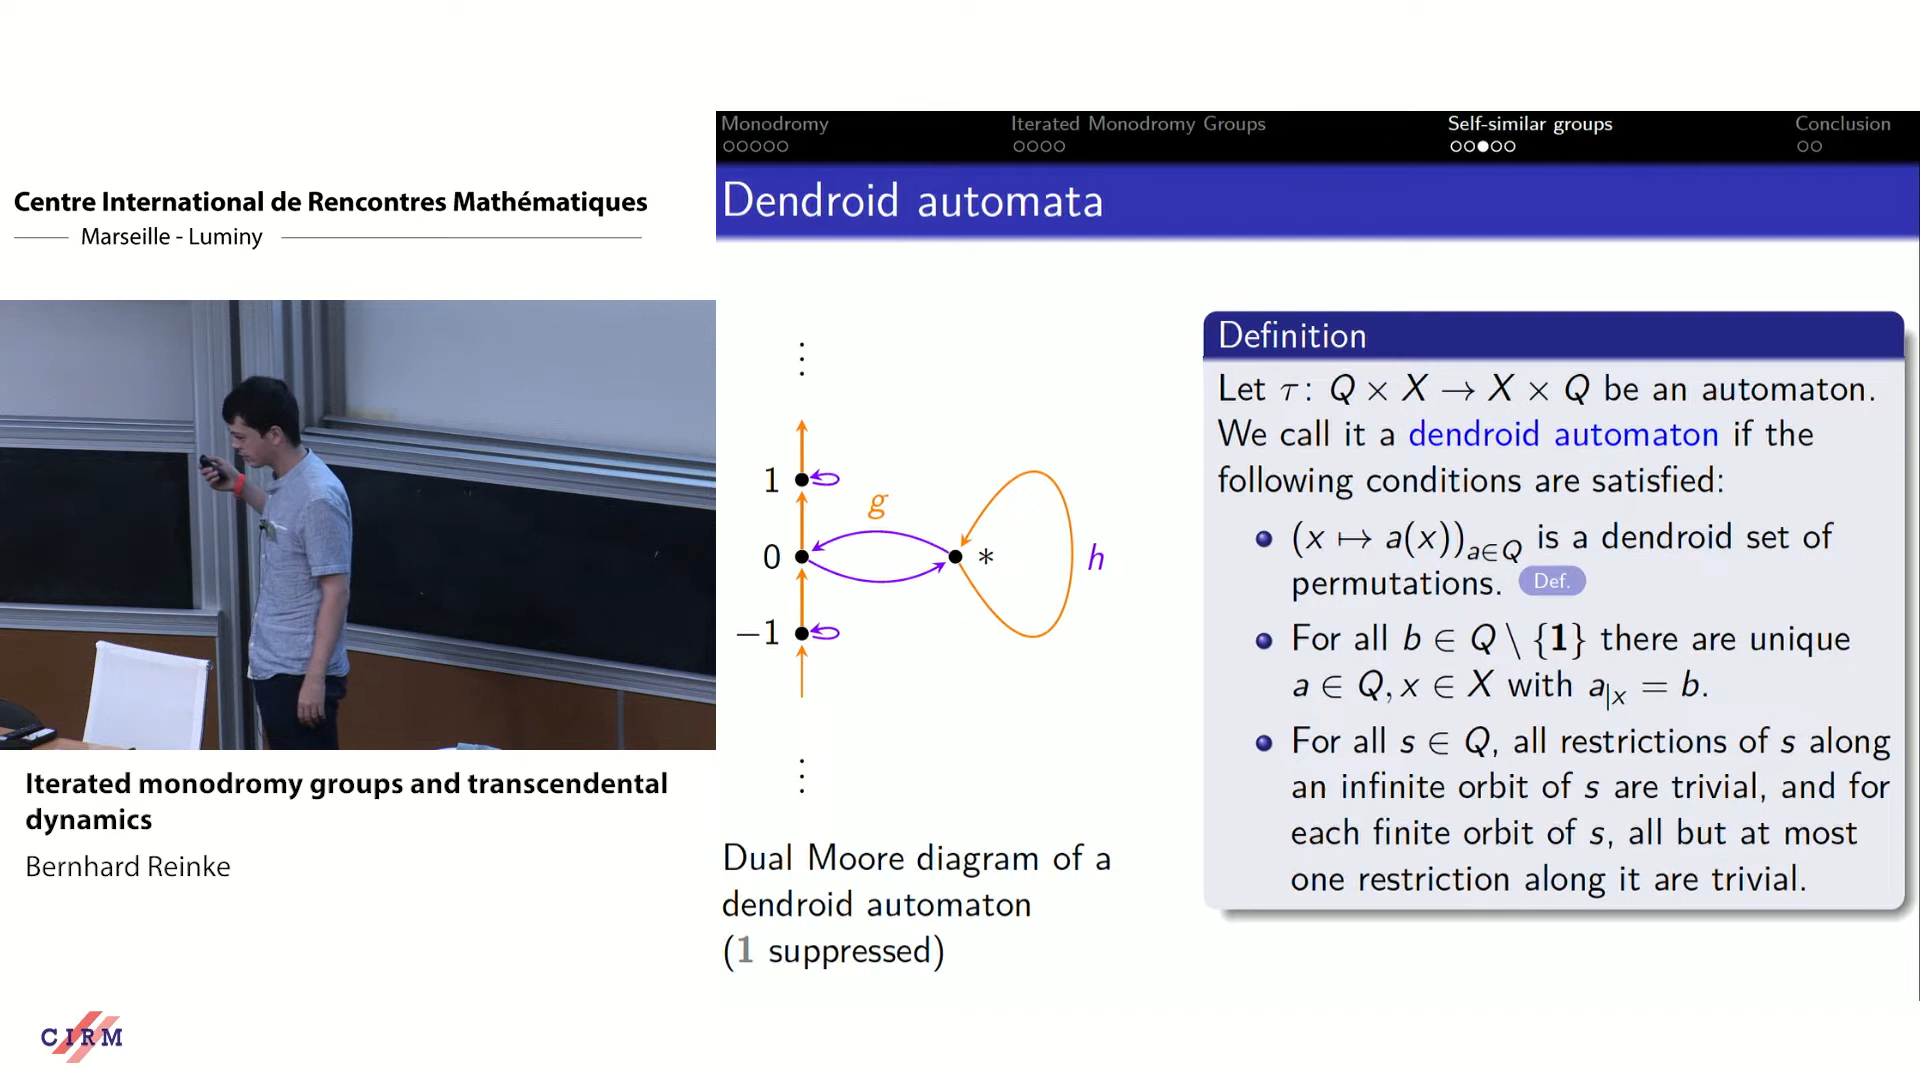 Centre International de Rencontres Mathématiques
Marseille - Luminy
Monodromy
Iterated Monodromy Groups
Self-similar groups
Conclusion
Dendroid automata
⋮
1
0
−1
g
*
h
⋮
Dual Moore diagram of a
dendroid automaton
(1 suppressed)
Definition
Let τ: Q × X → X × Q be an automaton.
We call it a dendroid automaton if the
following conditions are satisfied:
(x ↦ a(x))_{a∈Q} is a dendroid set of
permutations. Def.
For all b ∈ Q \ {1} there are unique
a ∈ Q, x ∈ X with a_{|x} = b.
For all s ∈ Q, all restrictions of s along
an infinite orbit of s are trivial, and for
each finite orbit of s, all but at most
one restriction along it are trivial.
Iterated monodromy groups and transcendental
dynamics
Bernhard Reinke
CIRM